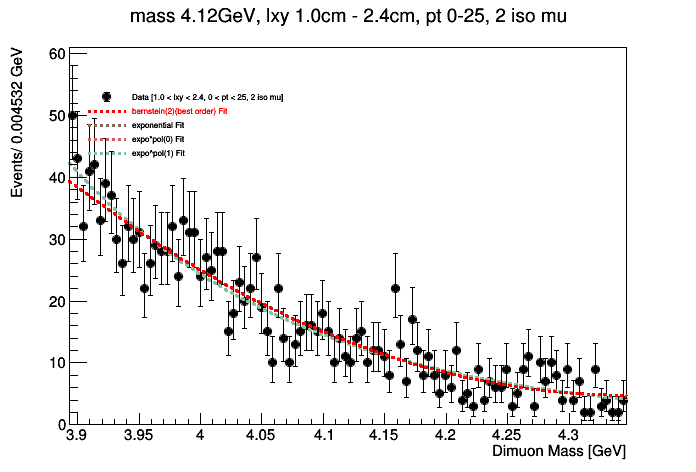 mass 4.12GeV, lxy 1.0cm - 2.4cm, pt 0-25, 2 iso mu
Events/ 0.004532 GeV
60
50
40
30
20
10
0
Data [1.0 < lxy < 2.4, 0 < pt < 25, 2 iso mu]
bernstein(2)(best order) Fit
exponential Fit
expo*pol(0) Fit
expo^pol(1) Fit
3.9 3.95 4 4.05 4.1 4.15 4.2 4.25 4.3
Dimuon Mass [GeV]